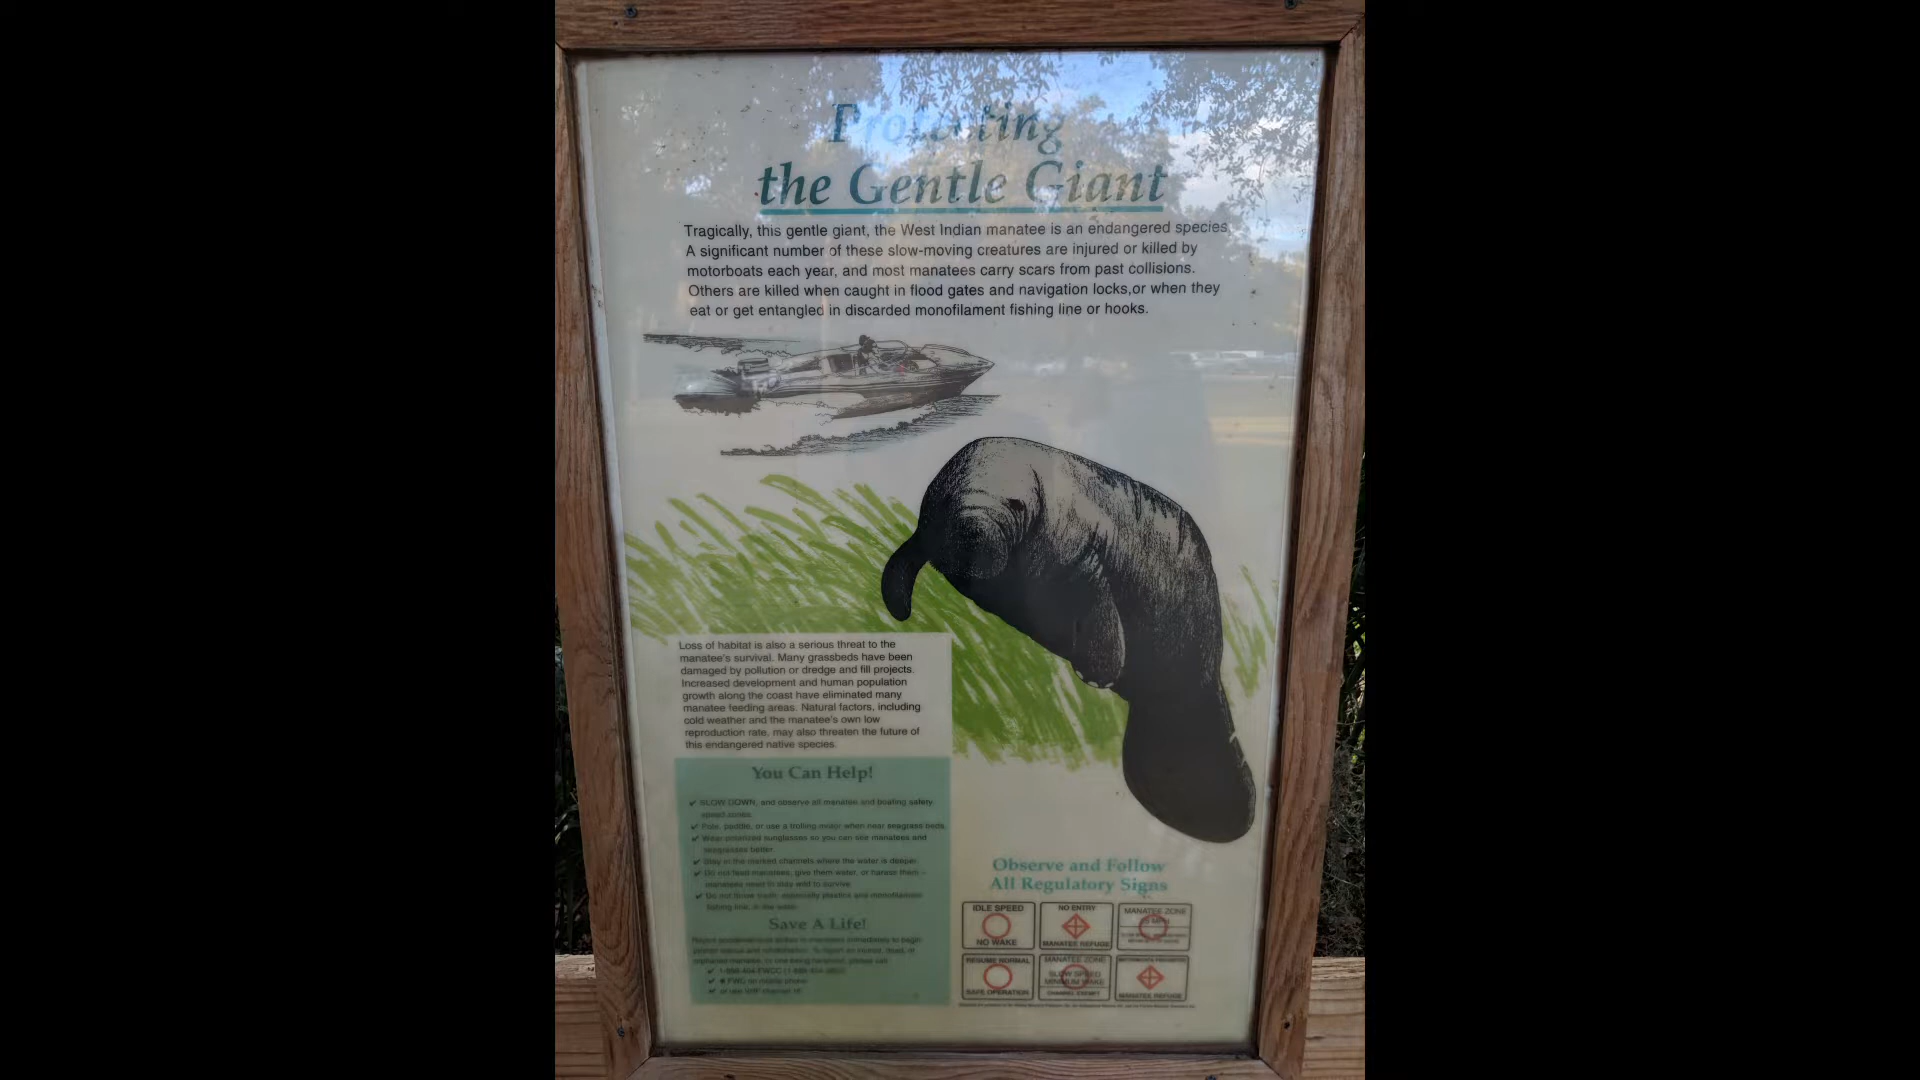 Protecting
the Gentle Giant
Tragically, this gentle giant, the West Indian manatee is an endangered species
A significant number of these slow-moving creatures are injured or killed by
motorboats each year, and most manatees carry scars from past collisions.
Others are killed when caught in flood gates and navigation locks,or when they
eat or get entangled in discarded monofilament fishing line or hooks.
Loss of habitat is also a serious threat to the
manatee's survival. Many grassbeds have been
damaged by pollution or dredge and fill projects.
Increased development and human population
growth along the coast have eliminated many
manatee feeding areas. Natural factors, including
cold weather and the manatee's own low
reproduction rate, may also threaten the future of
this endangered native species.
You Can Help!
✔ SLOW DOWN, and observe all manatee and boating safety
speed zones.
✔ Pole, paddle, or use a trolling motor when near seagrass beds.
✔ Wear polarized sunglasses so you can see manatees and
seagrasses better.
✔ Stay in the marked channels where the water is deeper.
✔ Do not feed manatees, give them water, or harass them –
manatees need to stay wild to survive.
✔ Do not throw trash, especially plastics and monofilament
fishing line, in the water.
Save A Life!
immediately to begin
✔ or use VHF channel 16
Observe and Follow
All Regulatory Signs
IDLE SPEED
NO WAKE
NO ENTRY
MANATEE REFUGE
MANATEE ZONE
RESUME NORMAL
SAFE OPERATION
MANATEE ZONE
SLOW SPEED
MINIMUM WAKE
CHANNEL EXEMPT
MANATEE REFUGE